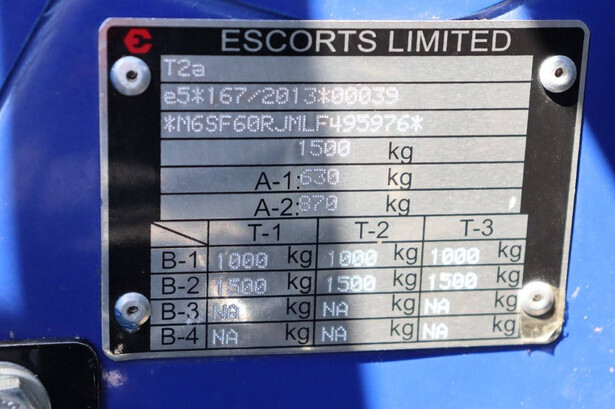 ESCORTS LIMITED
T2a
e5*167/2013*00039
*M6SF60RJMLF495976*
1500 kg
A-1: 630 kg
A-2: 870 kg
T-1 T-2 T-3
B-1 1000 kg 1000 kg 1000 kg
B-2 1500 kg 1500 kg 1500 kg
B-3 NA kg NA kg NA kg
B-4 NA kg NA kg NA kg